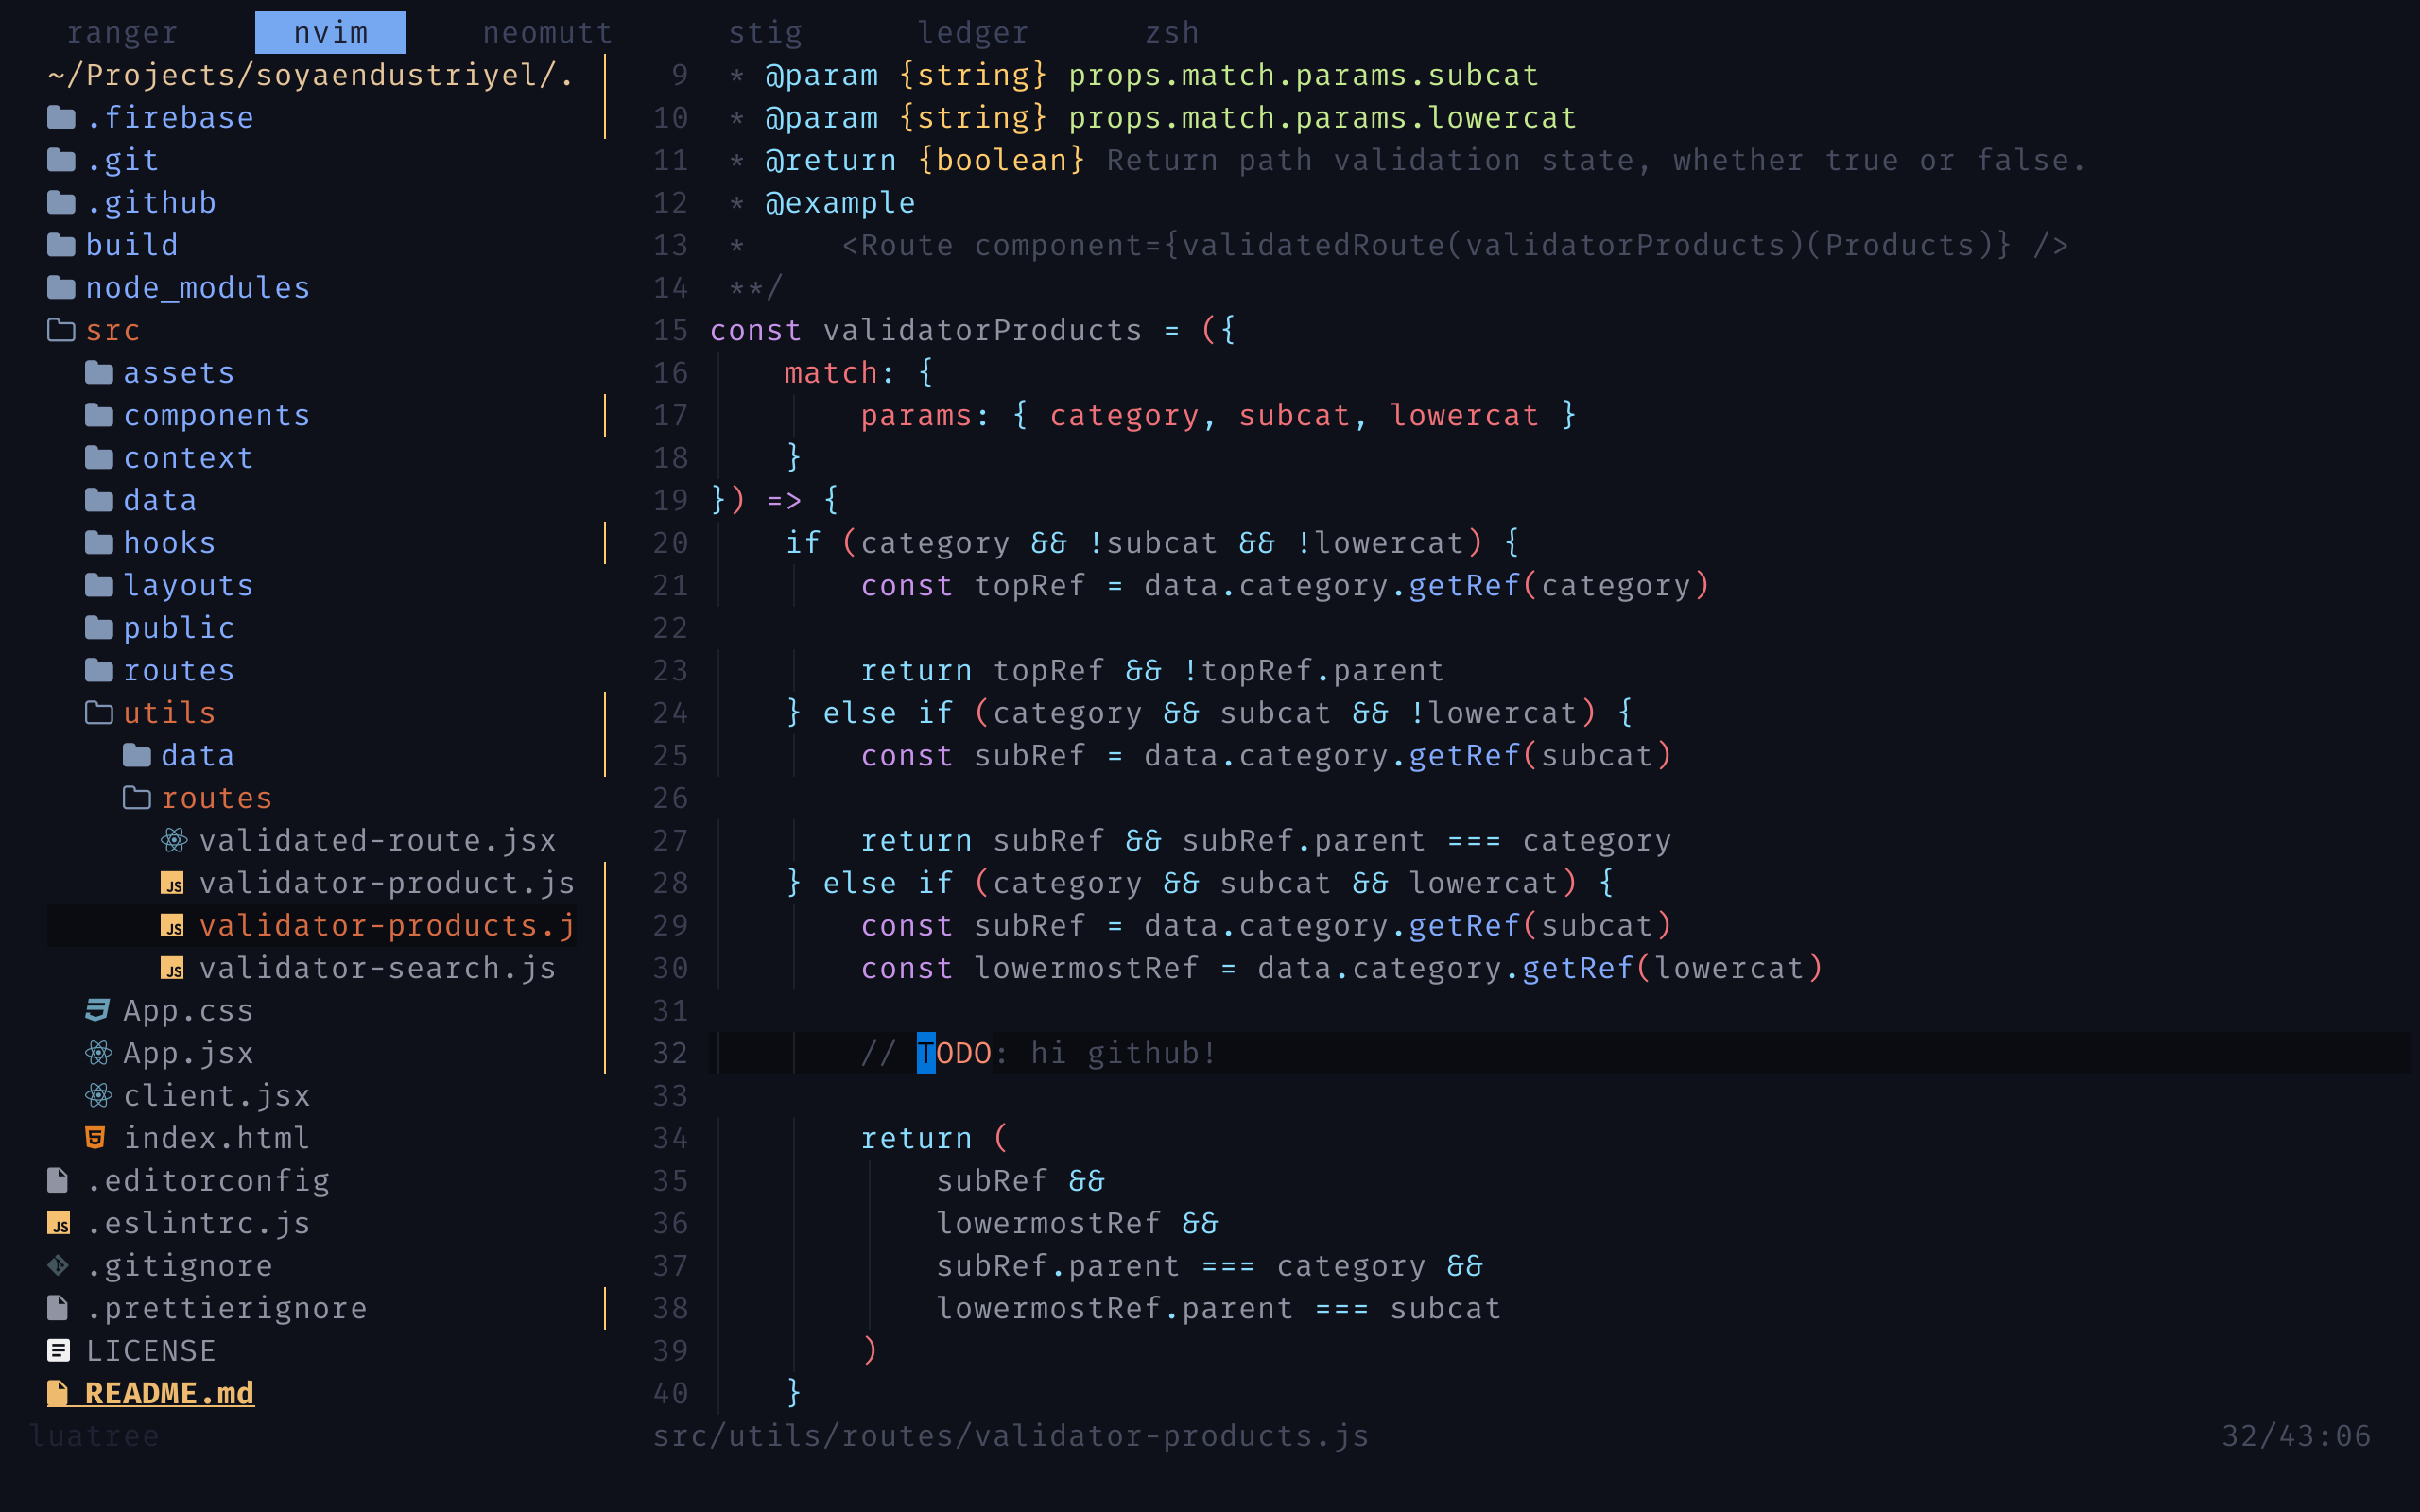 ranger nvim neomutt stig ledger zsh
~/Projects/soyaendustriyel/.
.firebase
.git
.github
build
node_modules
src
assets
components
context
data
hooks
layouts
public
routes
utils
data
routes
validated-route.jsx
validator-product.js
validator-products.j
validator-search.js
App.css
App.jsx
client.jsx
index.html
.editorconfig
.eslintrc.js
.gitignore
.prettierignore
LICENSE
README.md
luatree
9 * @param {string} props.match.params.subcat
10 * @param {string} props.match.params.lowercat
11 * @return {boolean} Return path validation state, whether true or false.
12 * @example
13 *     <Route component={validatedRoute(validatorProducts)(Products)} />
14 **/
15 const validatorProducts = ({
16     match: {
17         params: { category, subcat, lowercat }
18     }
19 }) => {
20     if (category && !subcat && !lowercat) {
21         const topRef = data.category.getRef(category)
22
23         return topRef && !topRef.parent
24     } else if (category && subcat && !lowercat) {
25         const subRef = data.category.getRef(subcat)
26
27         return subRef && subRef.parent === category
28     } else if (category && subcat && lowercat) {
29         const subRef = data.category.getRef(subcat)
30         const lowermostRef = data.category.getRef(lowercat)
31
32         // TODO: hi github!
33
34         return (
35             subRef &&
36             lowermostRef &&
37             subRef.parent === category &&
38             lowermostRef.parent === subcat
39         )
40     }
src/utils/routes/validator-products.js 32/43:06